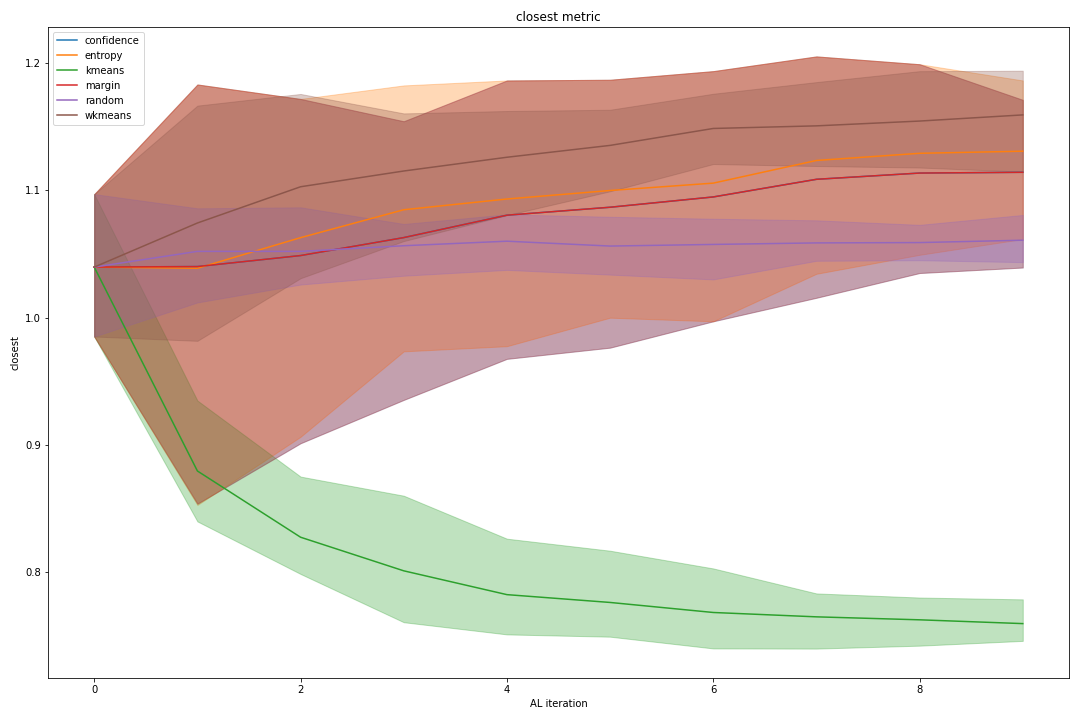 closest metric
confidence
entropy
kmeans
margin
random
wkmeans
closest
1.2
1.1
1.0
0.9
0.8
0
2
4
6
8
AL iteration